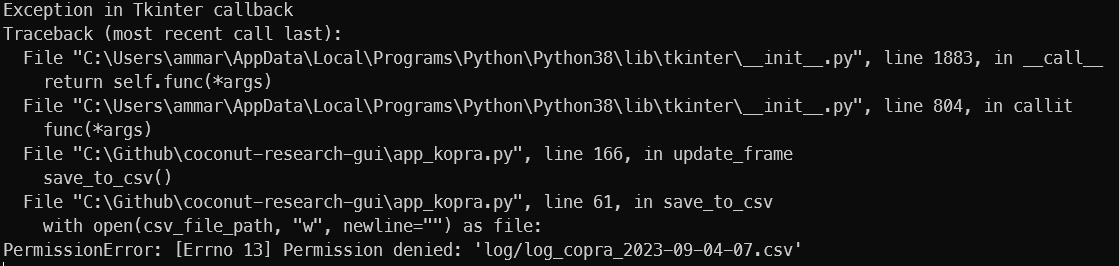 Exception in Tkinter callback
Traceback (most recent call last):
  File "C:\Users\ammar\AppData\Local\Programs\Python\Python38\lib\tkinter\__init__.py", line 1883, in __call__
    return self.func(*args)
  File "C:\Users\ammar\AppData\Local\Programs\Python\Python38\lib\tkinter\__init__.py", line 804, in callit
    func(*args)
  File "C:\Github\coconut-research-gui\app_kopra.py", line 166, in update_frame
    save_to_csv()
  File "C:\Github\coconut-research-gui\app_kopra.py", line 61, in save_to_csv
    with open(csv_file_path, "w", newline="") as file:
PermissionError: [Errno 13] Permission denied: 'log/log_copra_2023-09-04-07.csv'